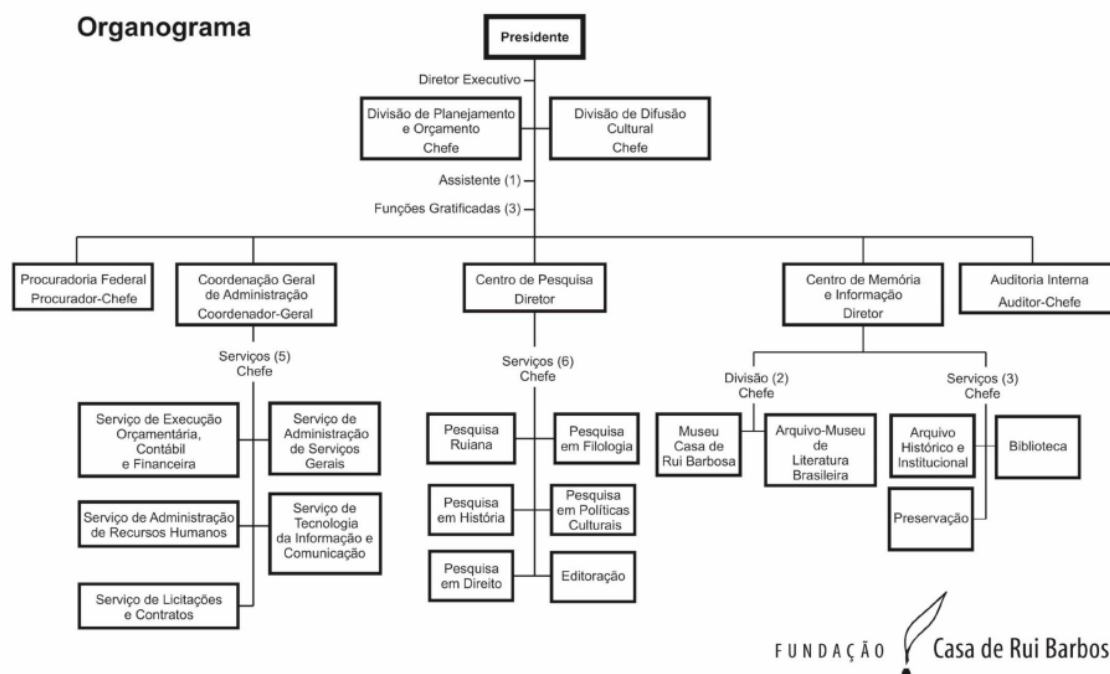 Organograma
Presidente
Diretor Executivo
Divisão de Planejamento
e Orçamento
Chefe
Divisão de Difusão
Cultural
Chefe
Assistente (1)
Funções Gratificadas (3)
Procuradoria Federal
Procurador-Chefe
Coordenação Geral
de Administração
Coordenador-Geral
Centro de Pesquisa
Diretor
Centro de Memória
e Informação
Diretor
Auditoria Interna
Auditor-Chefe
Serviços (5)
Chefe
Serviço de Execução
Orçamentária,
Contábil
e Financeira
Serviço de
Administração
de Serviços
Gerais
Serviço de Administração
de Recursos Humanos
Serviço de
Tecnologia
da Informação e
Comunicação
Serviço de Licitações
e Contratos
Serviços (6)
Chefe
Pesquisa
Ruiana
Pesquisa
em Filologia
Pesquisa
em História
Pesquisa
em Políticas
Culturais
Pesquisa
em Direito
Editoração
Divisão (2)
Chefe
Museu
Casa de
Rui Barbosa
Arquivo-Museu
de
Literatura
Brasileira
Serviços (3)
Chefe
Arquivo
Histórico e
Institucional
Biblioteca
Preservação
FUNDAÇÃO Casa de Rui Barbos